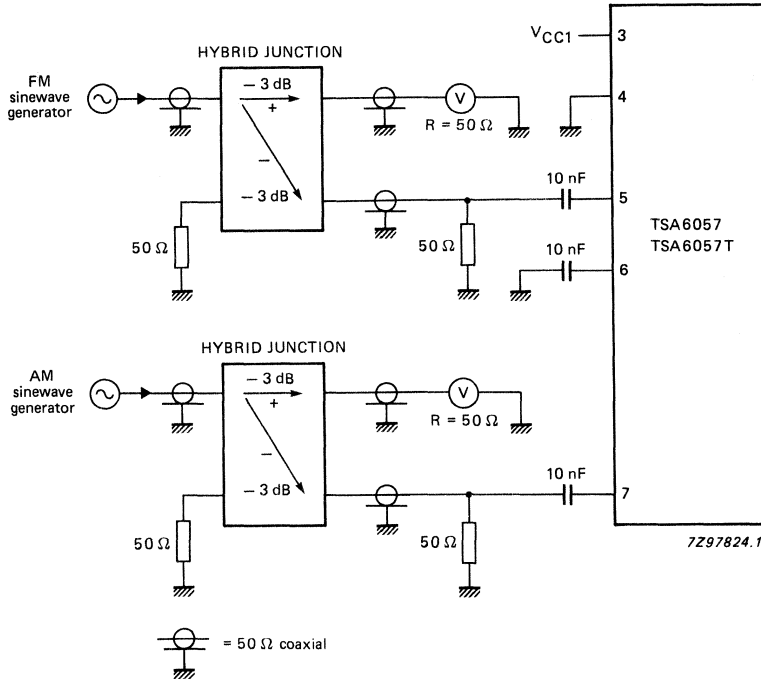 V CC1
3
HYBRID JUNCTION
FM
sinewave
generator
− 3 dB
+
V
R = 50 Ω
4
−
− 3 dB
10 nF
5
50 Ω
50 Ω
TSA6057
TSA6057T
10 nF
6
HYBRID JUNCTION
AM
sinewave
generator
− 3 dB
+
V
R = 50 Ω
−
− 3 dB
10 nF
7
50 Ω
50 Ω
7Z97824.1
= 50 Ω coaxial